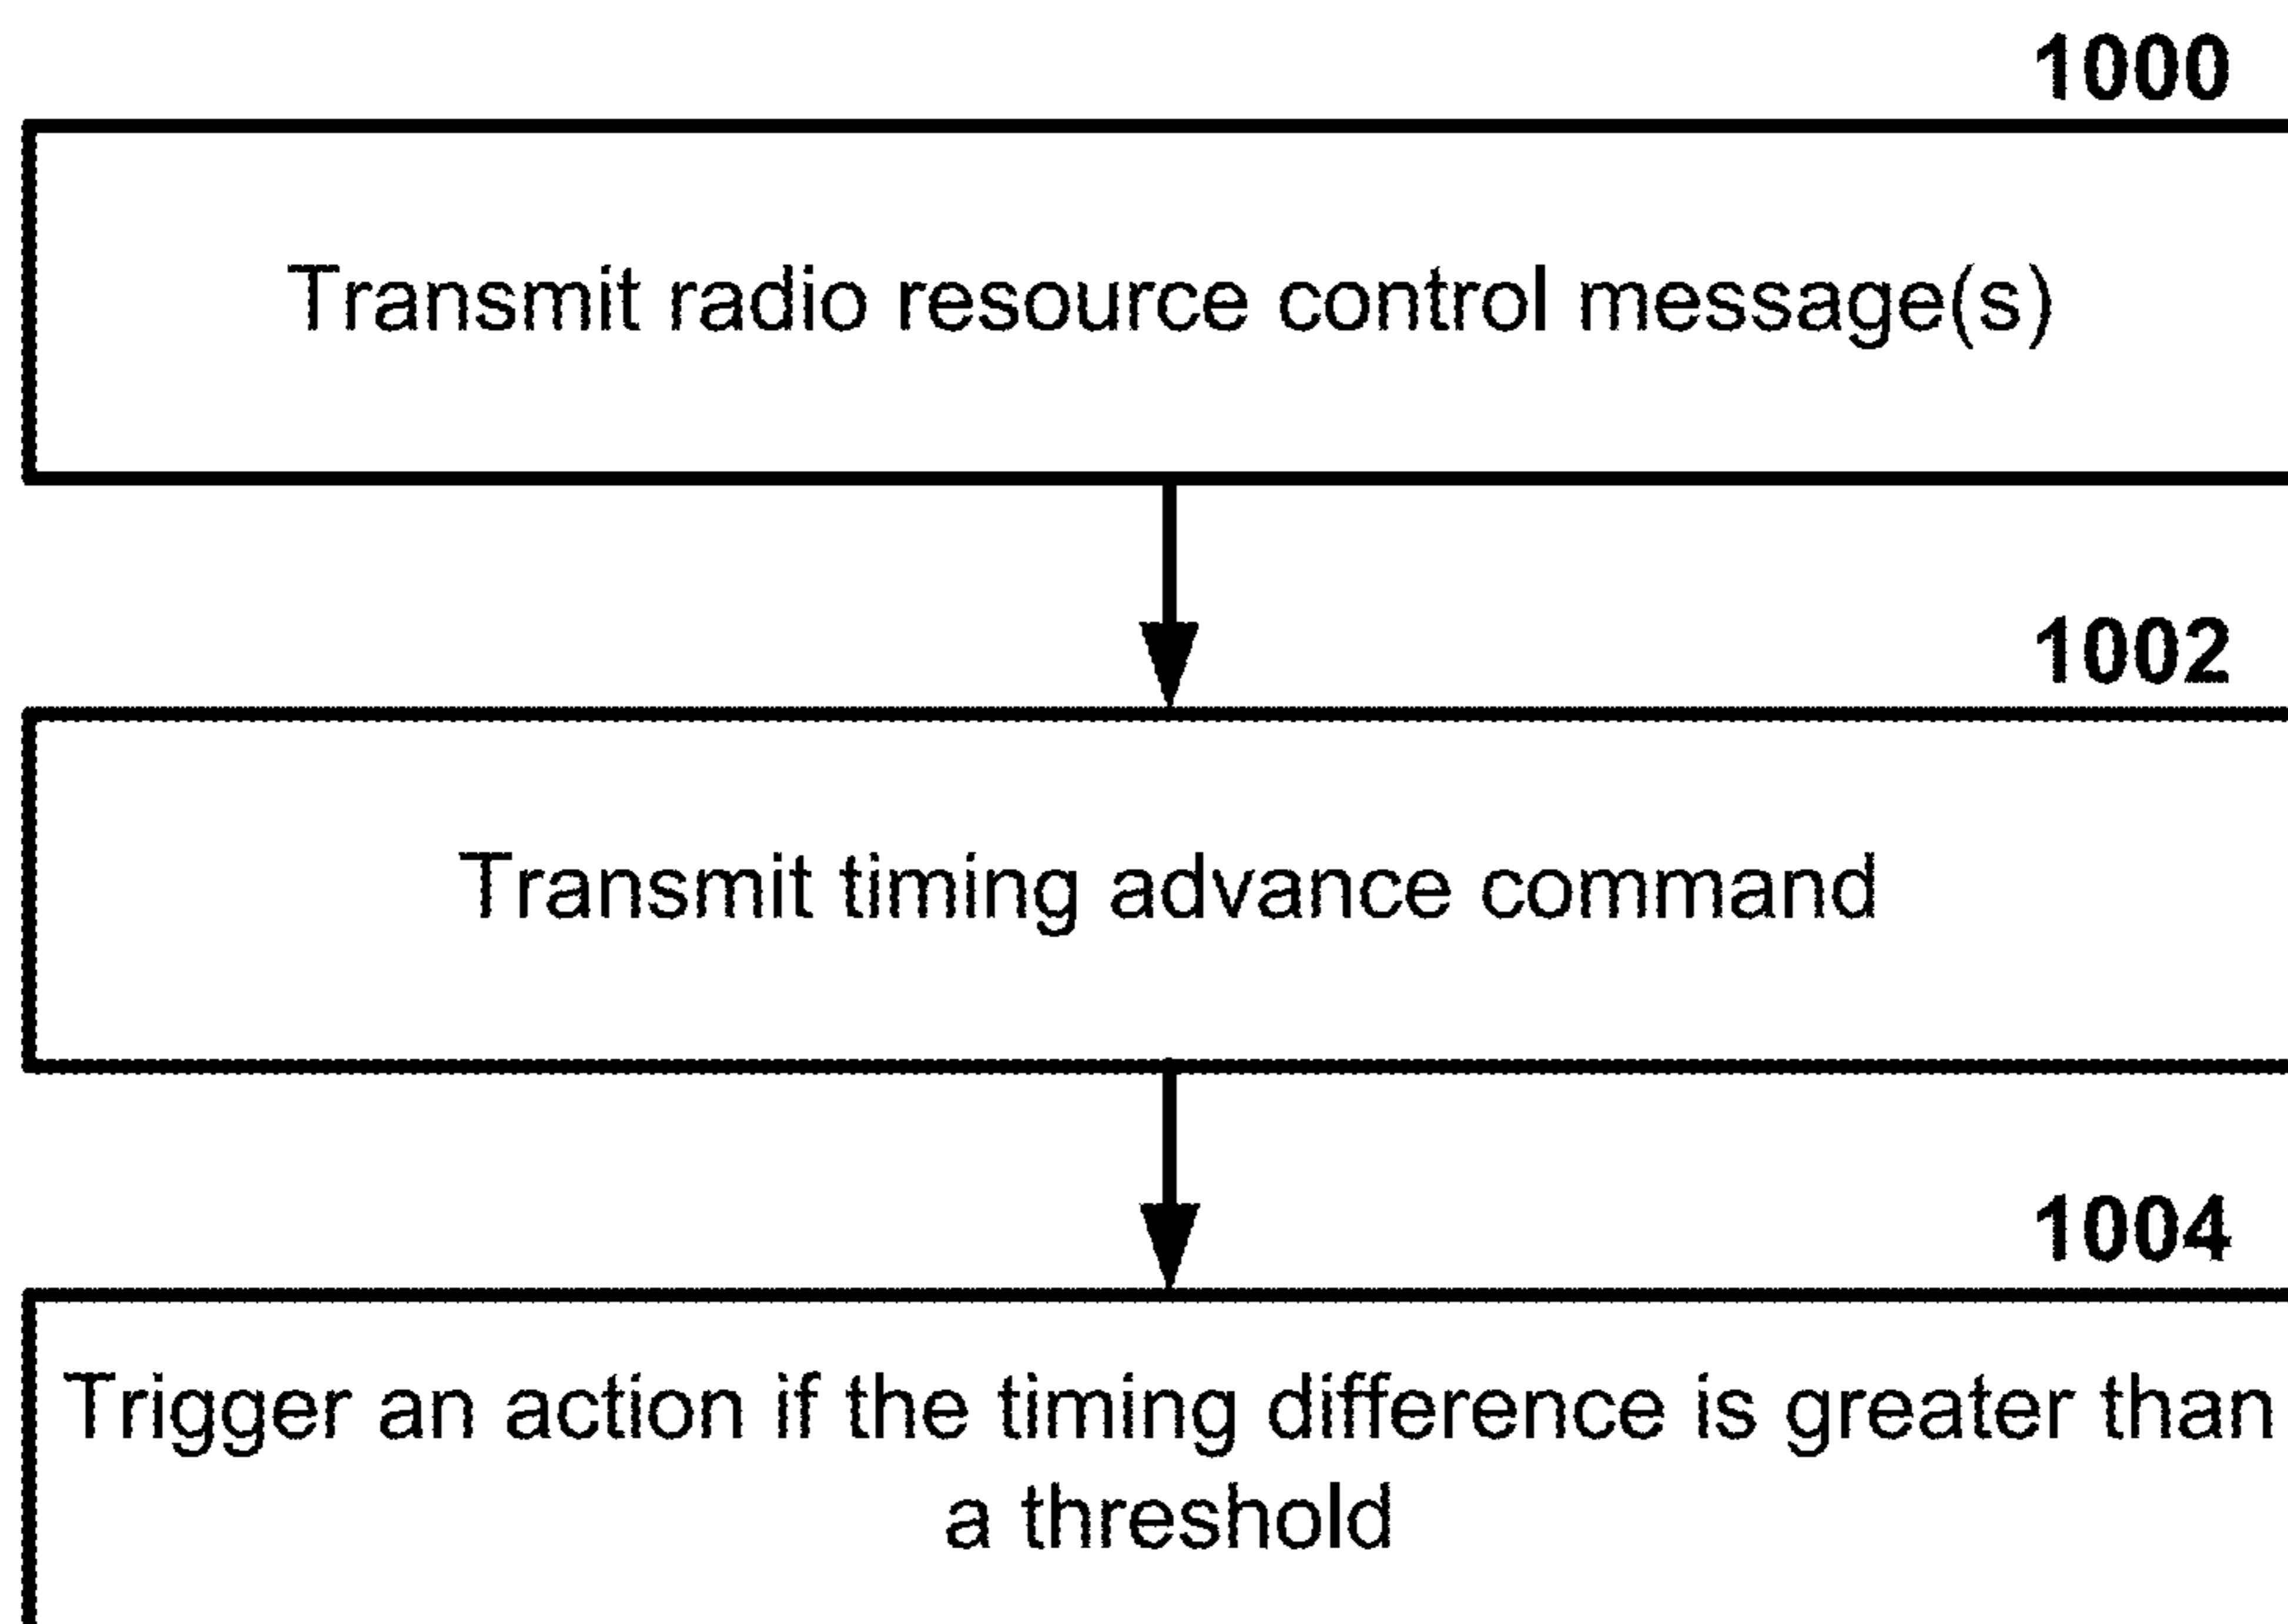 1000
Transmit radio resource control message(s)
1002
Transmit timing advance command
1004
Trigger an action if the timing difference is greater than
a threshold